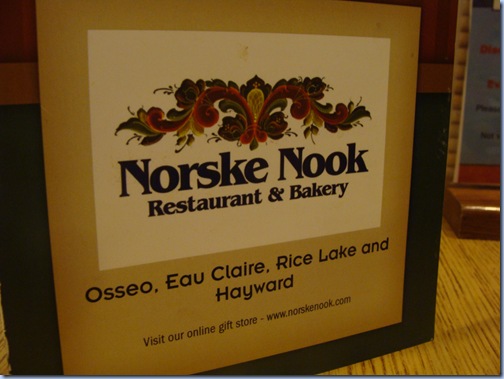 Norske Nook
Restaurant & Bakery
Osseo, Eau Claire, Rice Lake and
Hayward
Visit our online gift store - www.norskenook.com